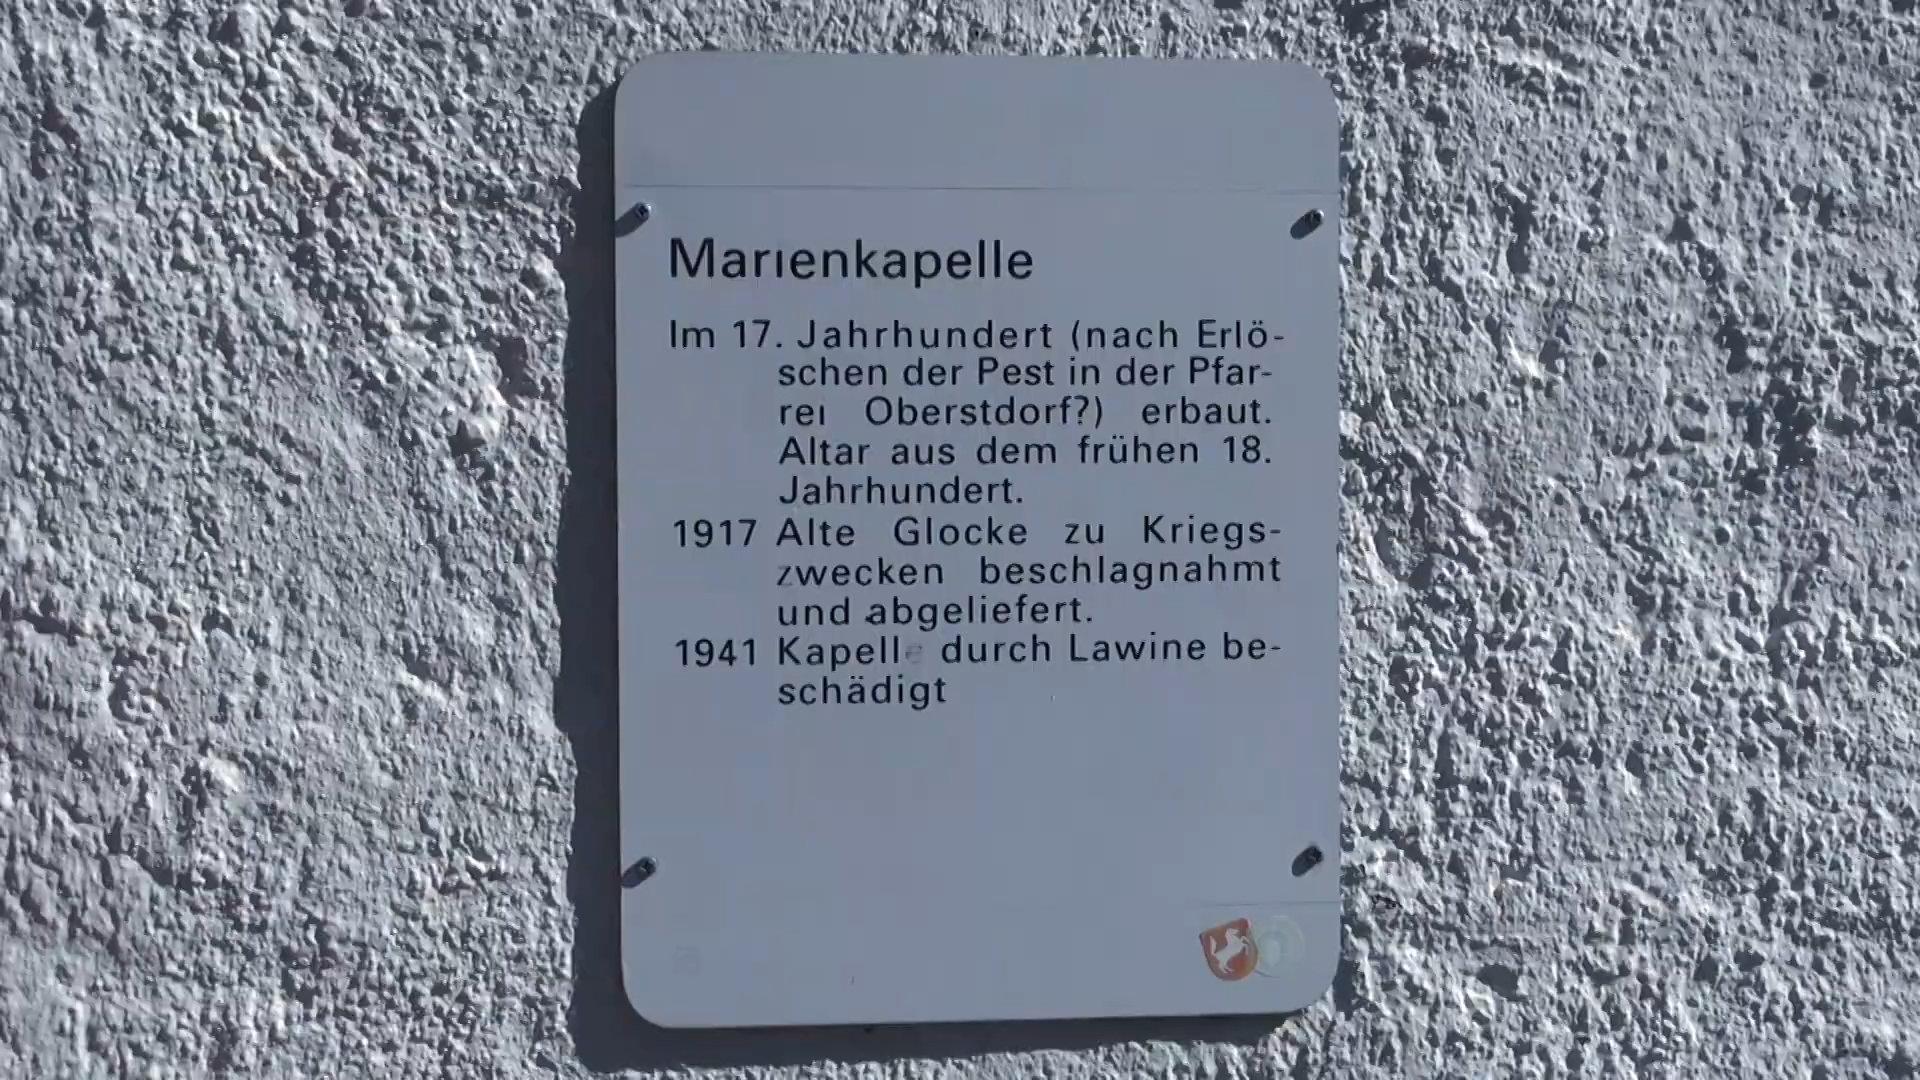 Marienkapelle
Im 17. Jahrhundert (nach Erlö-
schen der Pest in der Pfar-
rei Oberstdorf?) erbaut.
Altar aus dem frühen 18.
Jahrhundert.
1917 Alte Glocke zu Kriegs-
zwecken beschlagnahmt
und abgeliefert.
1941 Kapelle durch Lawine be-
schädigt